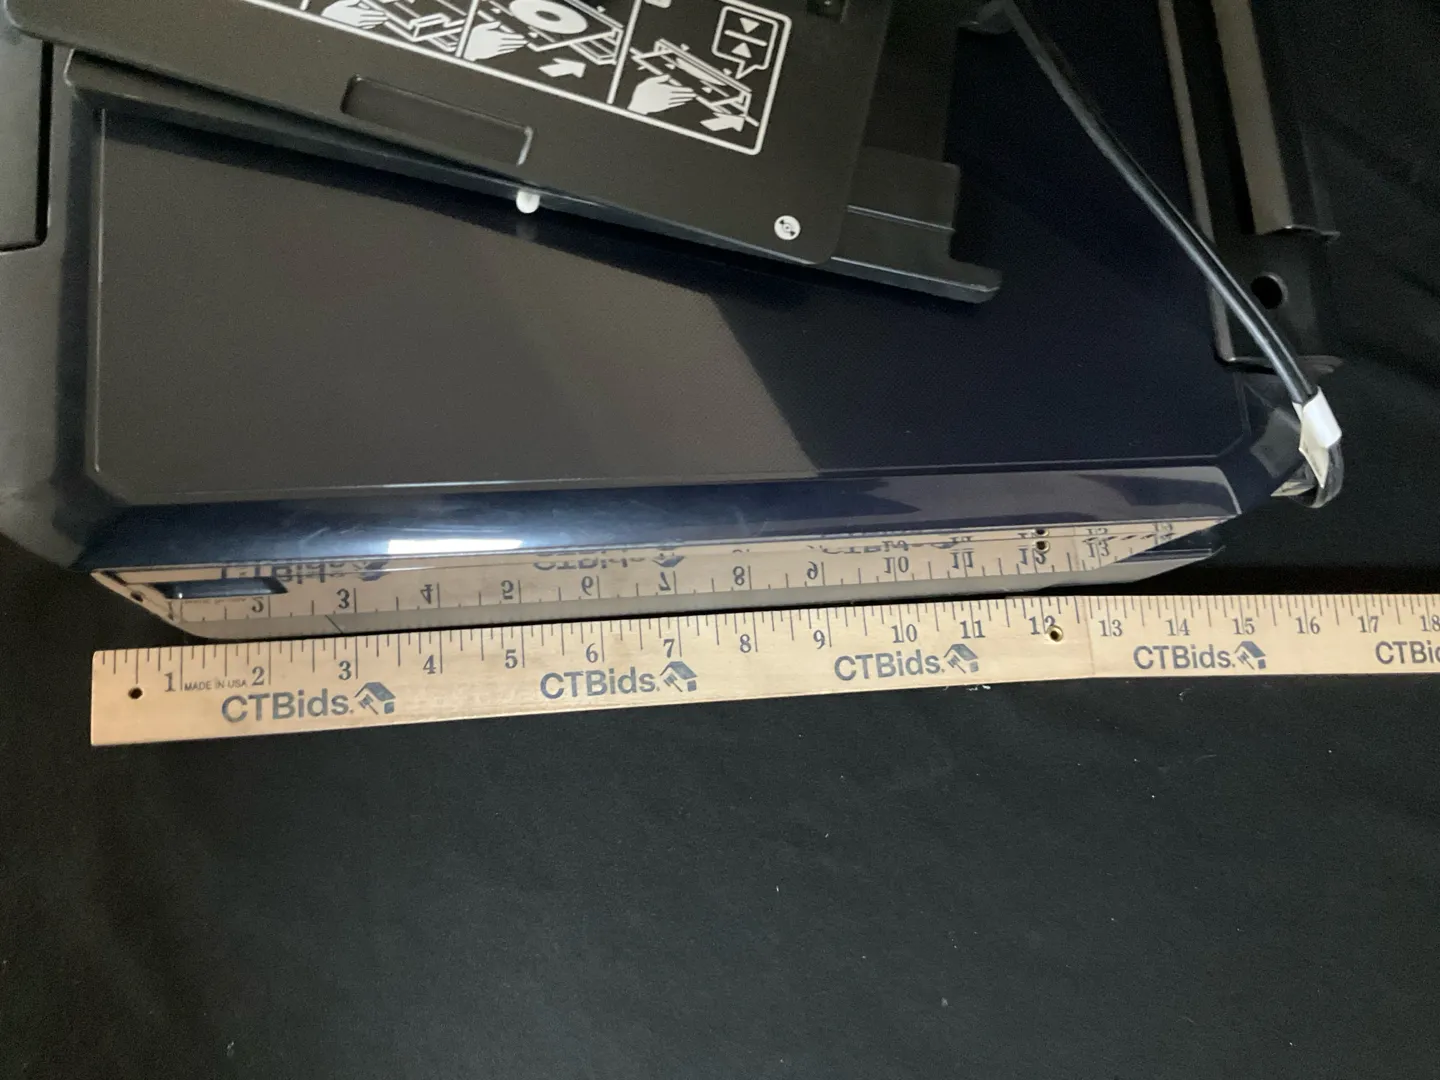 1 MADE IN USA 2 3 4 5 6 7 8 9 10 11 12 13 14 15 16 17 18
CTBids. CTBids. CTBids. CTBids. CTBi